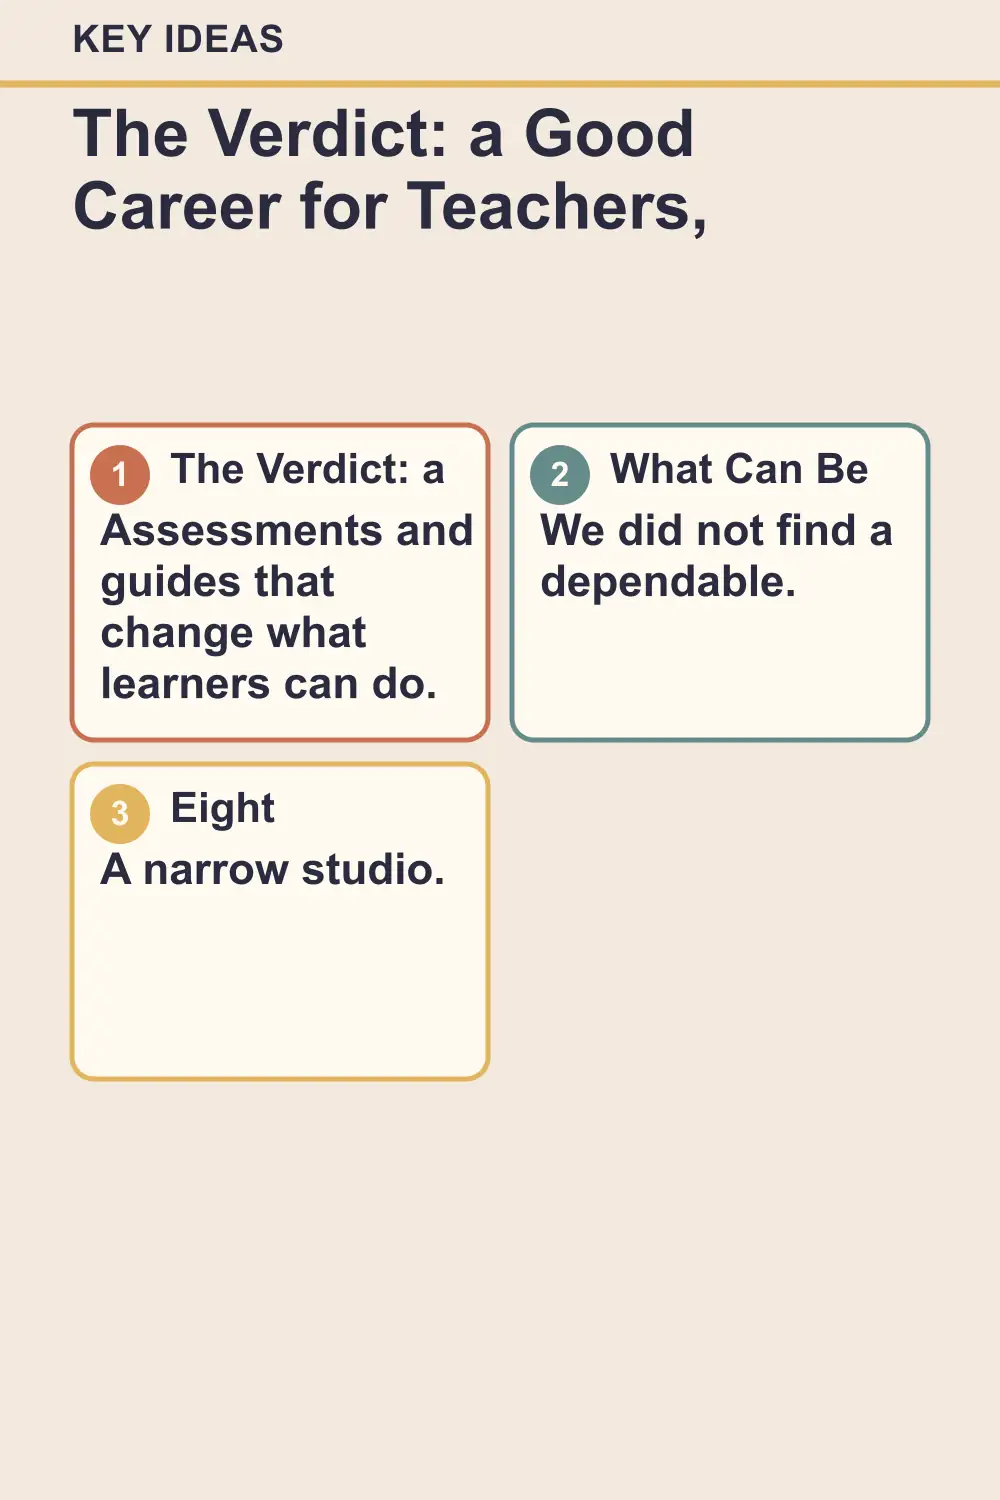 KEY IDEAS
The Verdict: a Good
Career for Teachers,
1 The Verdict: a
Assessments and
guides that
change what
learners can do.
2 What Can Be
We did not find a
dependable.
3 Eight
A narrow studio.